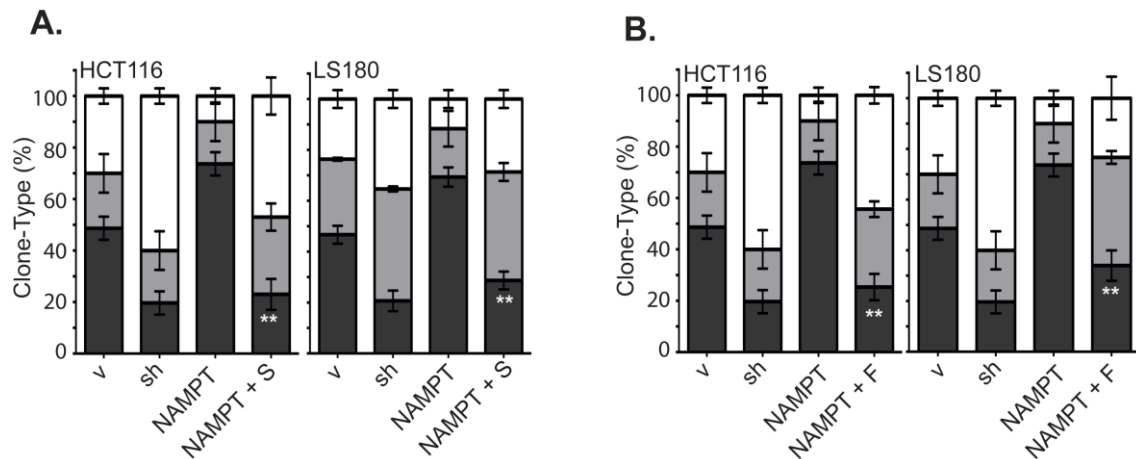 A.
HCT116
LS180
Clone-Type (%)
100
80
60
40
20
0
**
**
v
sh
NAMPT
NAMPT + S
v
sh
NAMPT
NAMPT + S
B.
HCT116
LS180
Clone-Type (%)
100
80
60
40
20
0
**
**
v
sh
NAMPT
NAMPT + F
v
sh
NAMPT
NAMPT + F